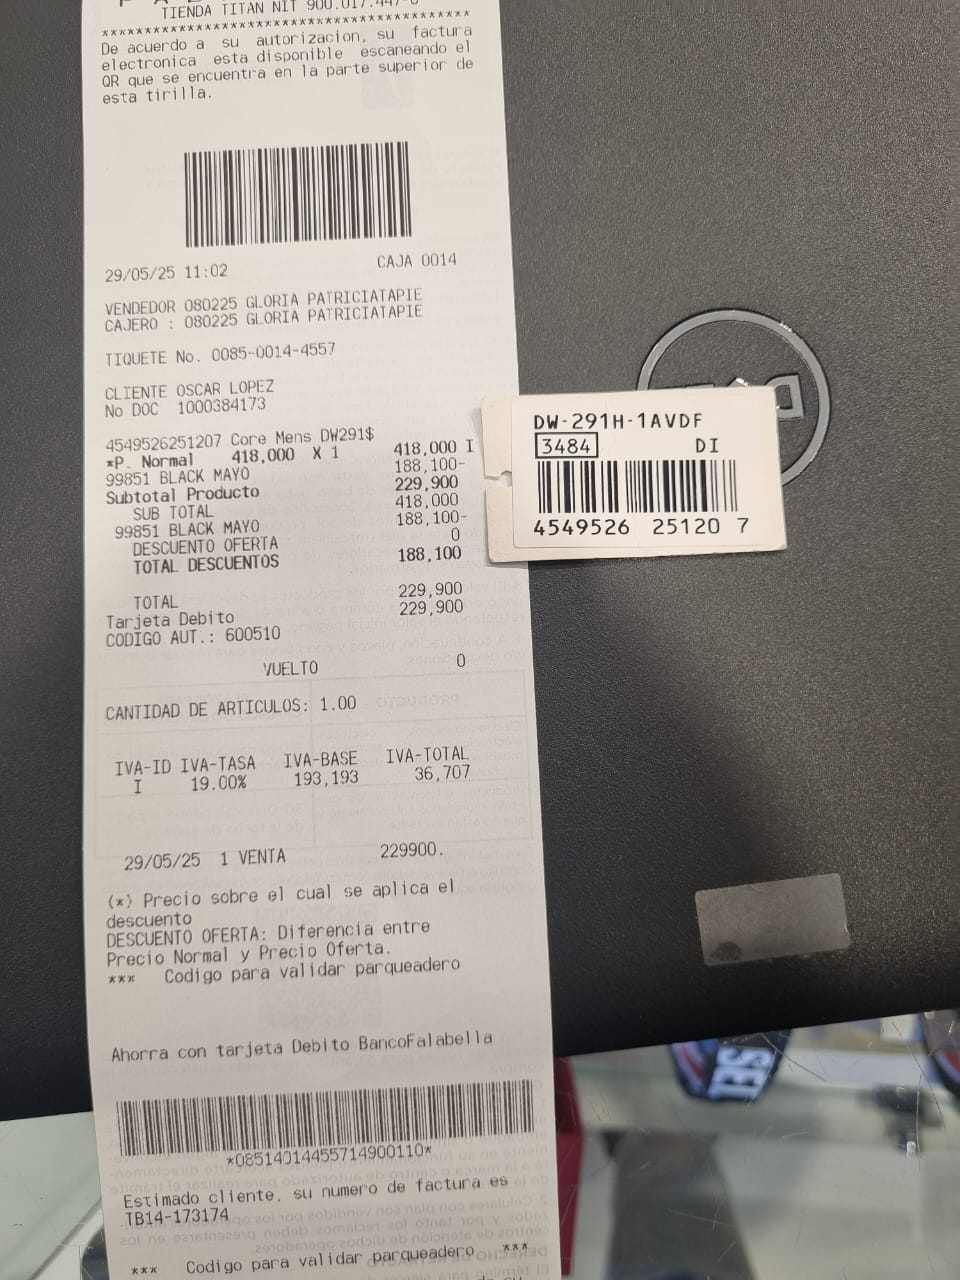 TIENDA TITAN NIT 900.017.447-8
****************************************
De acuerdo a su autorizacion, su factura
electronica esta disponible escaneando el
QR que se encuentra en la parte superior de
esta tirilla.
29/05/25 11:02 CAJA 0014
VENDEDOR 080225 GLORIA PATRICIATAPIE
CAJERO : 080225 GLORIA PATRICIATAPIE
TIQUETE No. 0085-0014-4557
CLIENTE OSCAR LOPEZ
No DOC 1000384173
4549526251207 Core Mens DW291$
*P. Normal 418,000 X 1 418,000 I
99851 BLACK MAYO 188,100-
Subtotal Producto 229,900
SUB TOTAL 418,000
99851 BLACK MAYO 188,100-
DESCUENTO OFERTA 0
TOTAL DESCUENTOS 188,100
TOTAL 229,900
Tarjeta Debito 229,900
CODIGO AUT.: 600510
VUELTO 0
CANTIDAD DE ARTICULOS: 1.00
IVA-ID IVA-TASA IVA-BASE IVA-TOTAL
I 19.00% 193,193 36,707
29/05/25 1 VENTA 229900.
(*) Precio sobre el cual se aplica el
descuento
DESCUENTO OFERTA: Diferencia entre
Precio Normal y Precio Oferta.
*** Codigo para validar parqueadero
Ahorra con tarjeta Debito BancoFalabella
*08514014455714900110*
Estimado cliente, su numero de factura es
TB14-173174
*** Codigo para validar parqueadero ***
DW-291H-1AVDF
3484 DI
4549526 25120 7
SEI